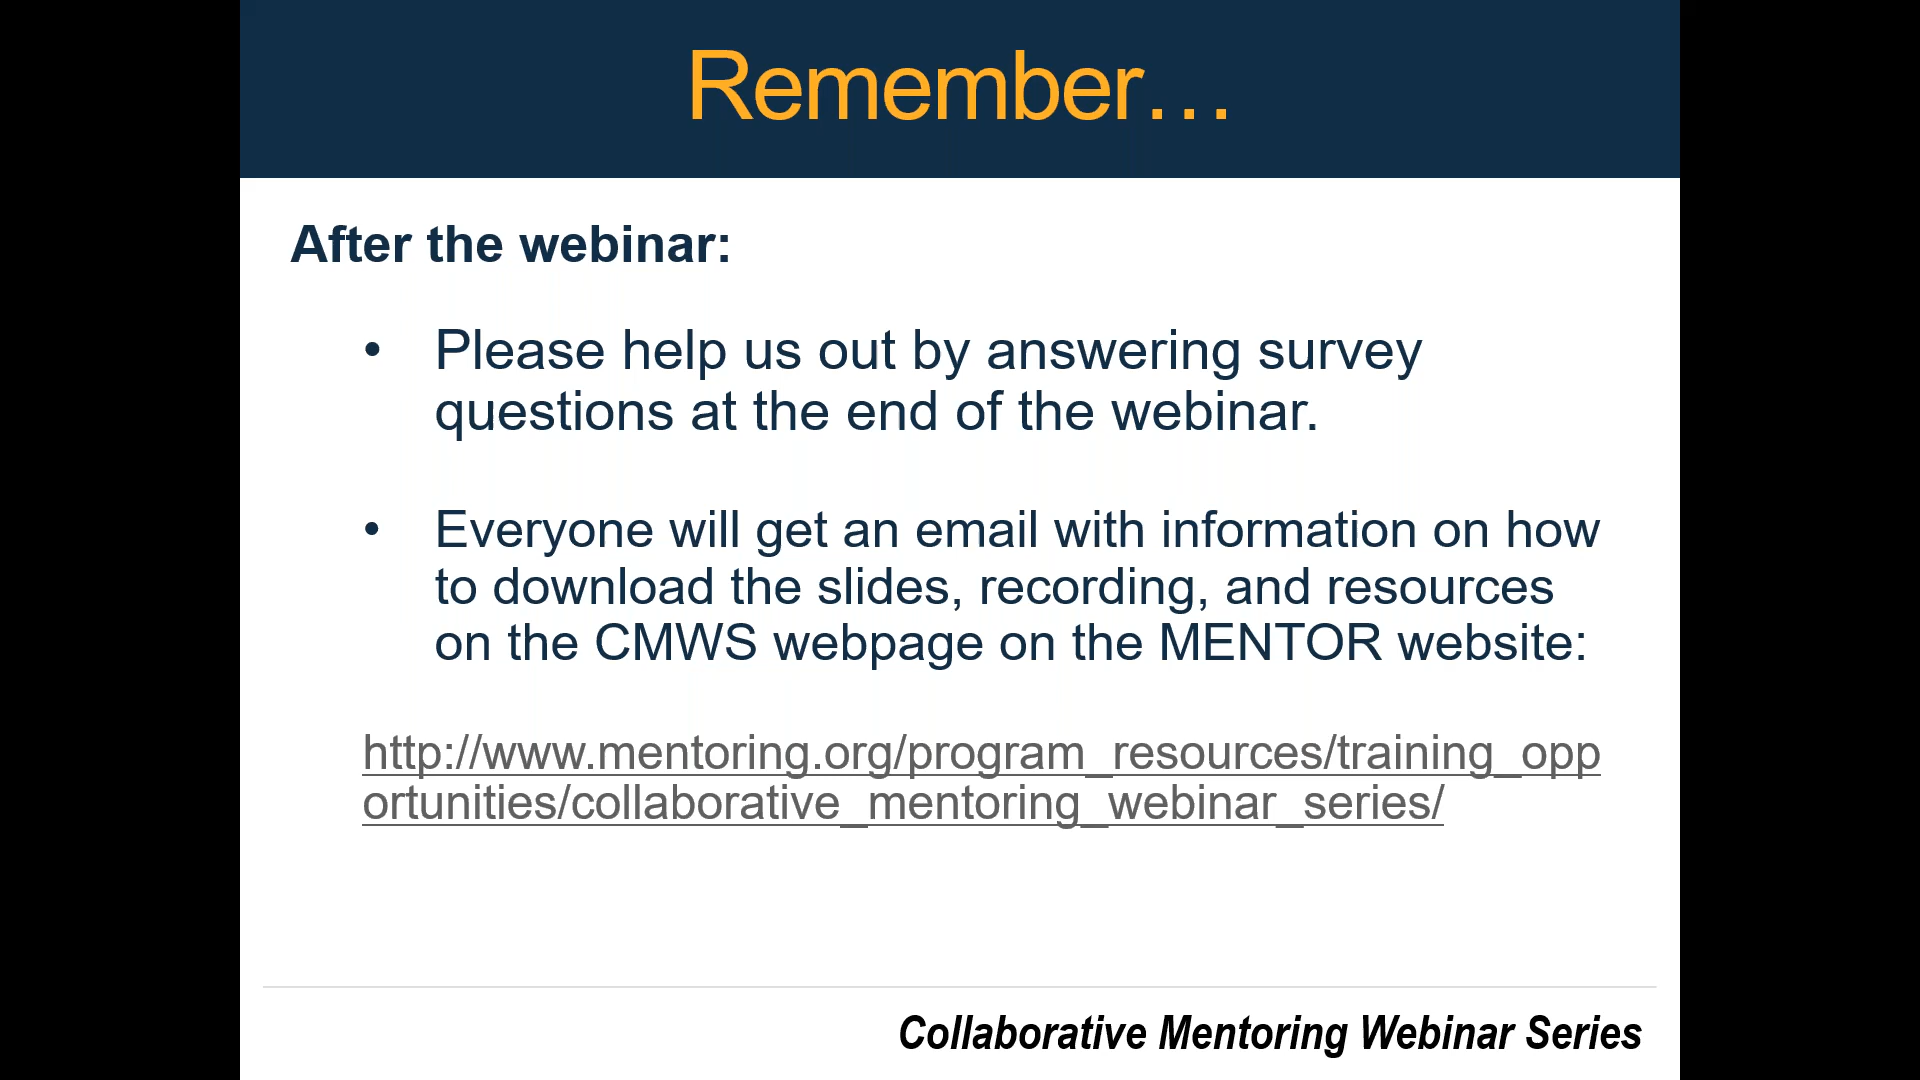 Remember…
After the webinar:
• Please help us out by answering survey
questions at the end of the webinar.
• Everyone will get an email with information on how
to download the slides, recording, and resources
on the CMWS webpage on the MENTOR website:
http://www.mentoring.org/program_resources/training_opp
ortunities/collaborative_mentoring_webinar_series/
Collaborative Mentoring Webinar Series